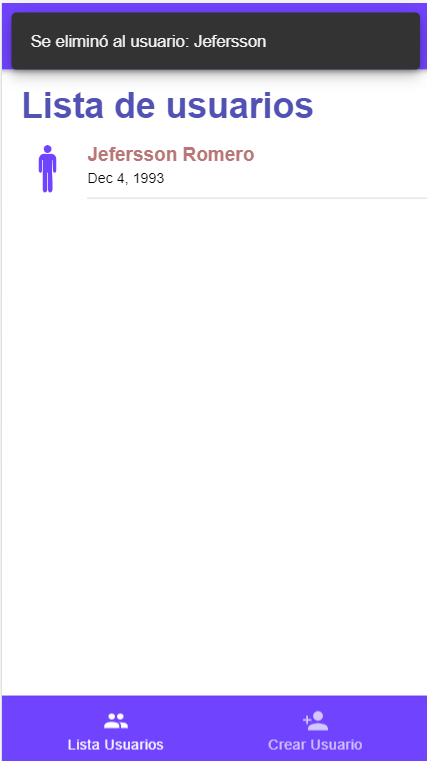 Se eliminó al usuario: Jefersson
Lista de usuarios
Jefersson Romero
Dec 4, 1993
Lista Usuarios
Crear Usuario